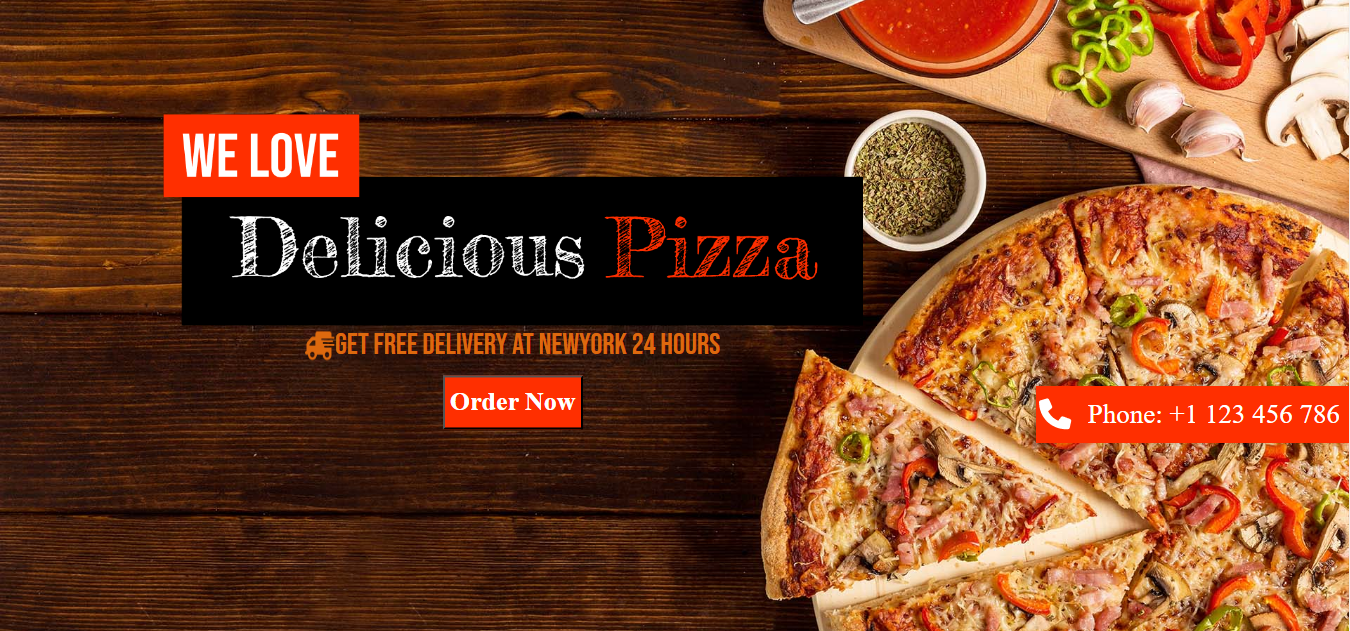 WE LOVE
Delicious Pizza
GET FREE DELIVERY AT NEWYORK 24 HOURS
Order Now
Phone: +1 123 456 786